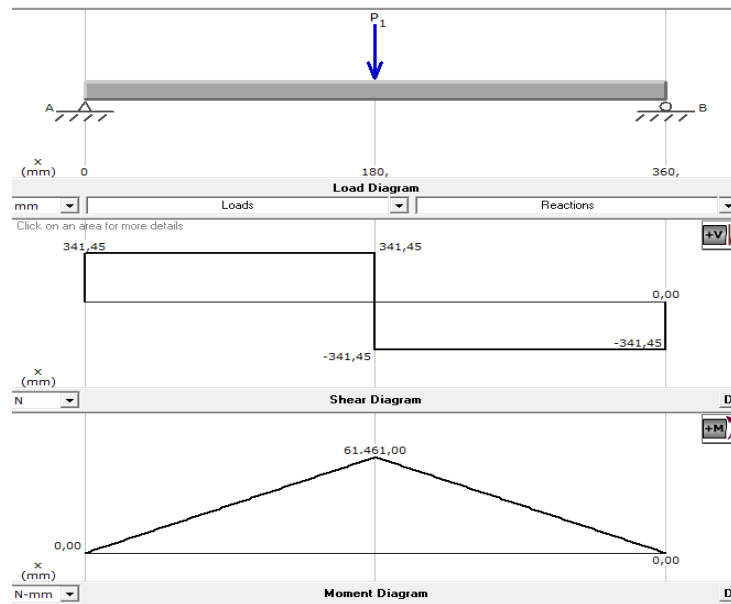 P1
A
B
x
(mm)
0
180,
360,
Load Diagram
mm
Loads
Reactions
Click on an area for more details
+V
341,45
341,45
0,00
-341,45
-341,45
x
(mm)
N
Shear Diagram
D
+M
61.461,00
0,00
0,00
x
(mm)
N-mm
Moment Diagram
D